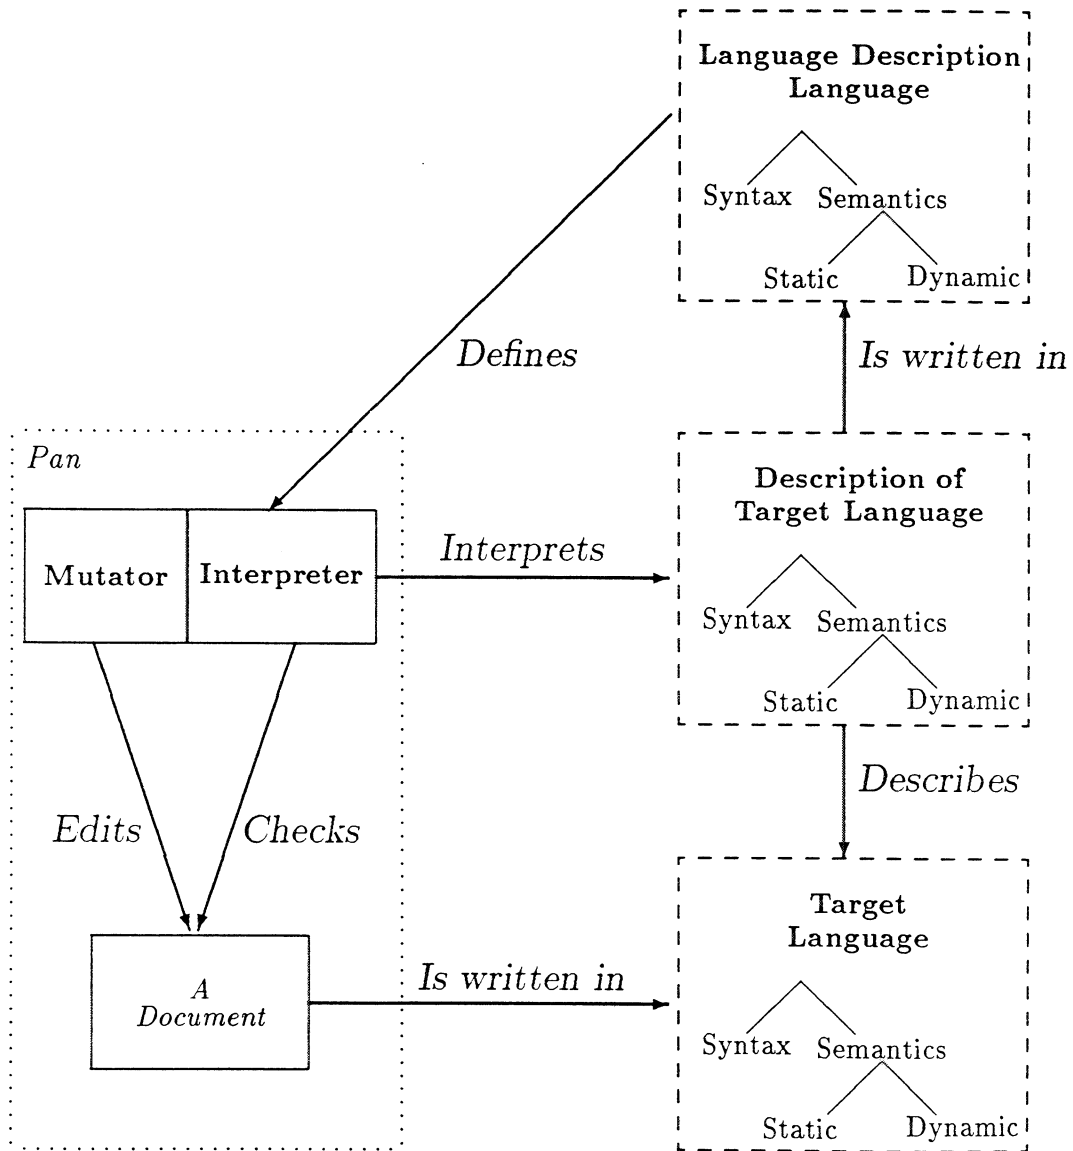 Language Description
Language
Syntax Semantics
Static Dynamic
Defines
Is written in
Pan
Description of
Target Language
Mutator Interpreter
Interprets
Syntax Semantics
Static Dynamic
Describes
Edits Checks
Target
Language
A
Document
Is written in
Syntax Semantics
Static Dynamic